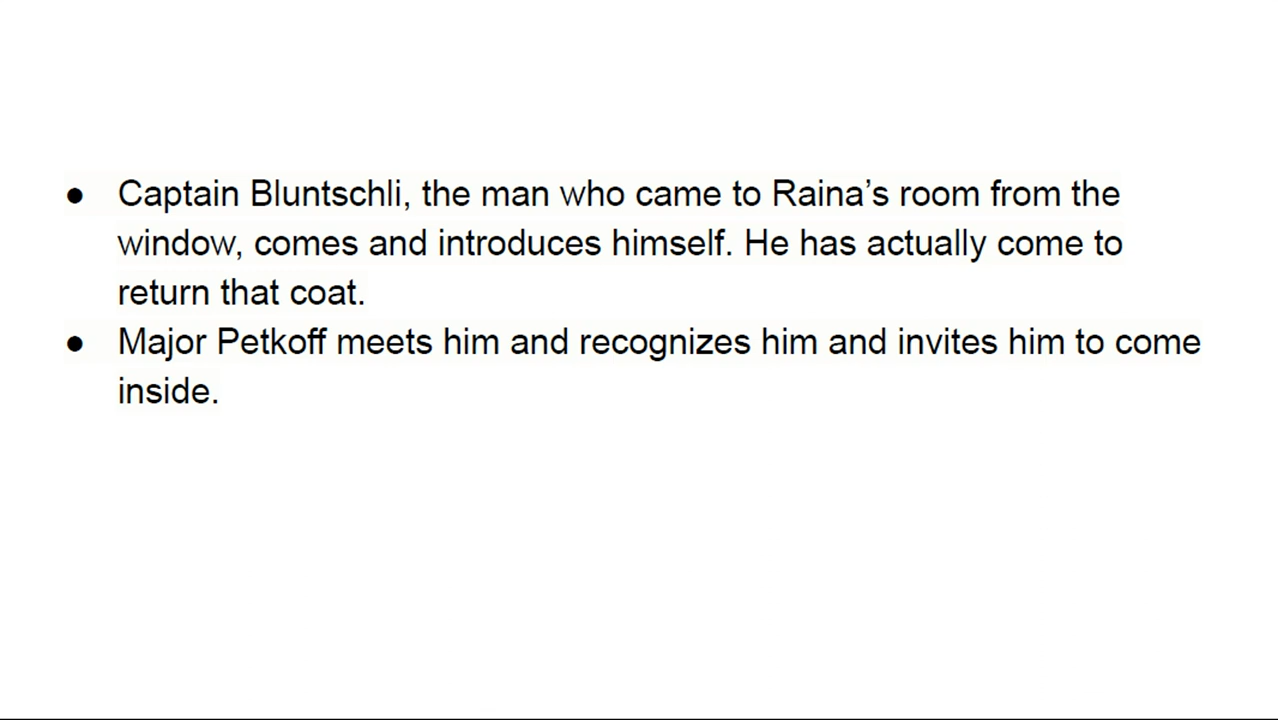 ● Captain Bluntschli, the man who came to Raina’s room from the
window, comes and introduces himself. He has actually come to
return that coat.
● Major Petkoff meets him and recognizes him and invites him to come
inside.